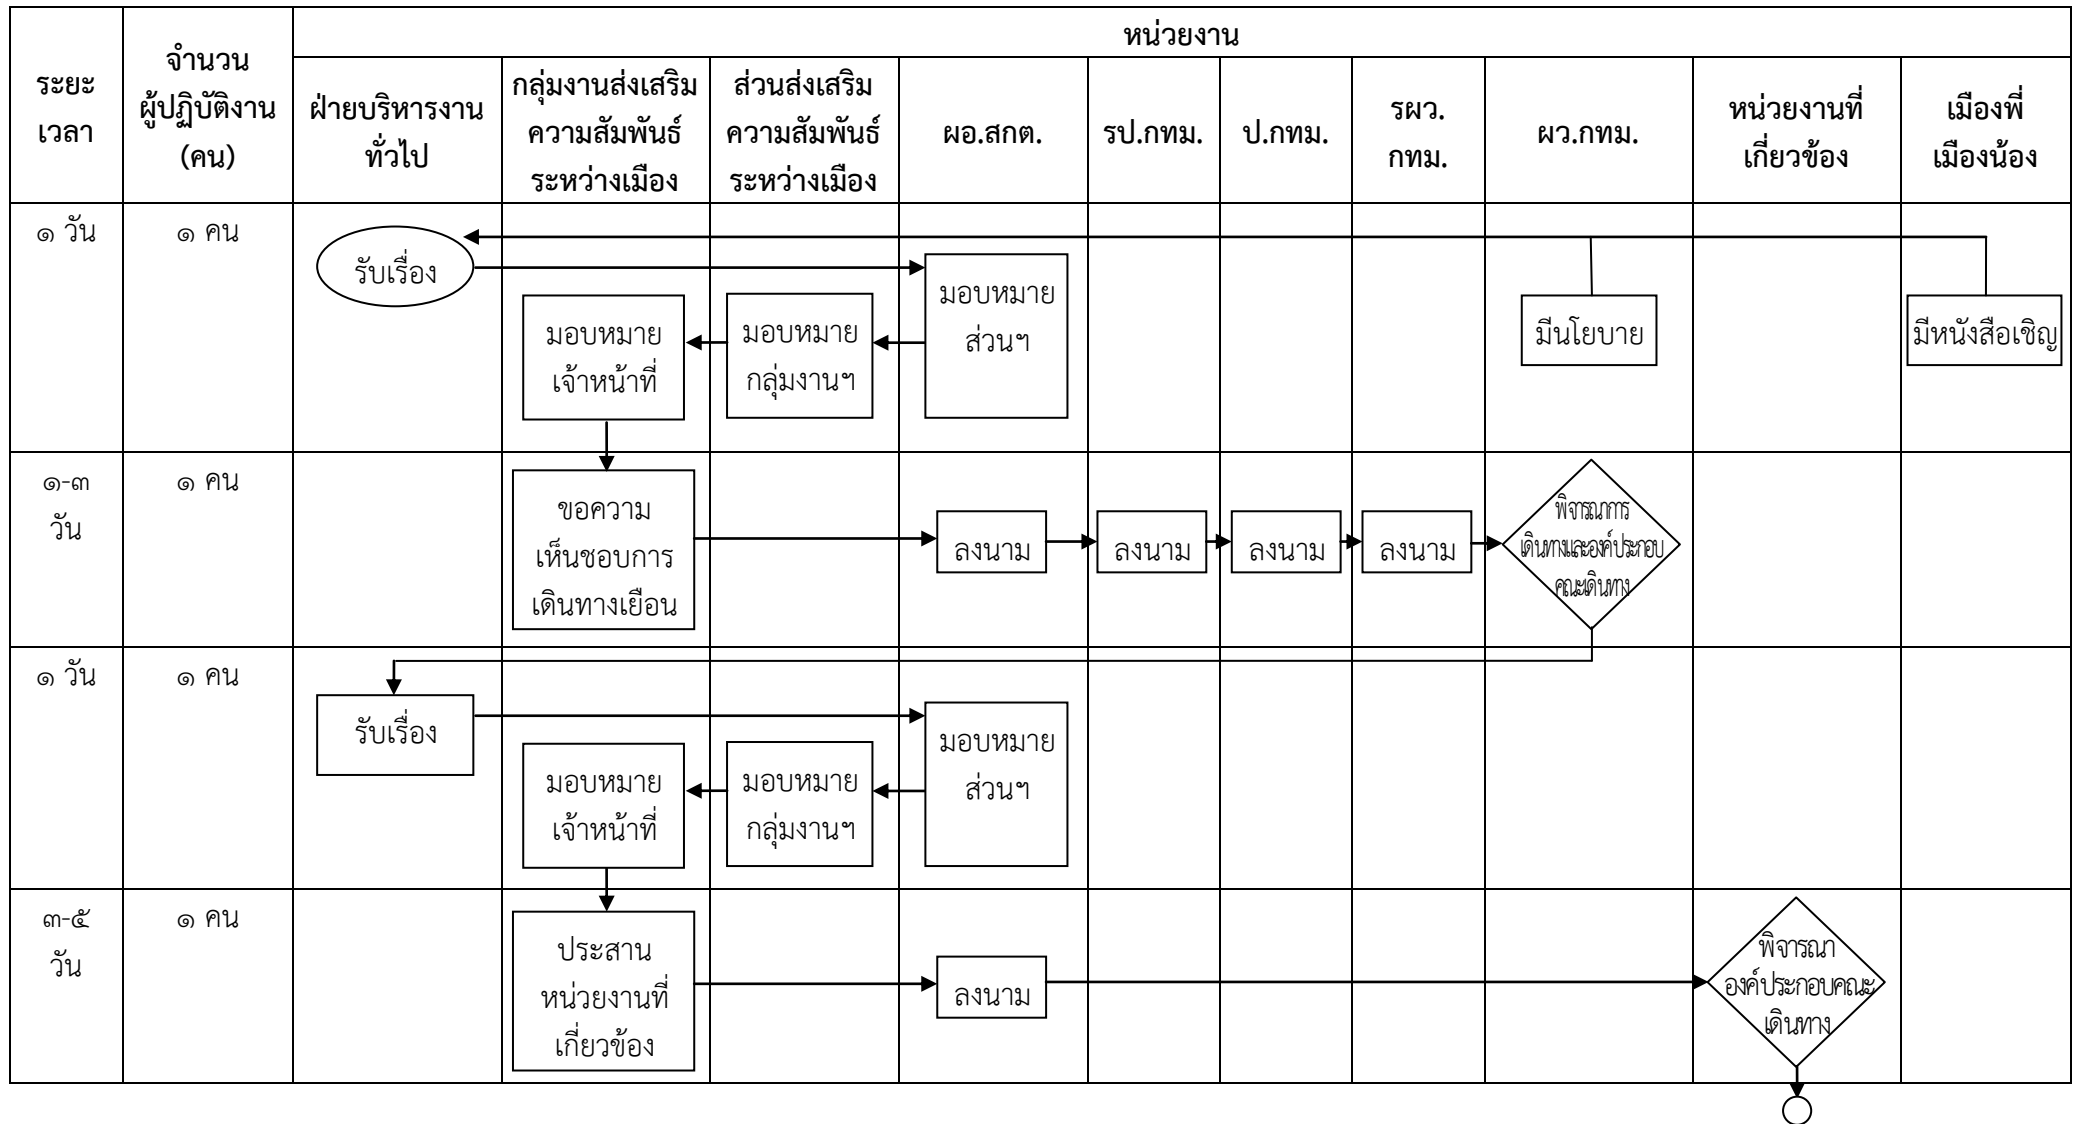 หน่วยงาน
ระยะ
เวลา
จำนวน
ผู้ปฏิบัติงาน
(คน)
ฝ่ายบริหารงาน
ทั่วไป
กลุ่มงานส่งเสริม
ความสัมพันธ์
ระหว่างเมือง
ส่วนส่งเสริม
ความสัมพันธ์
ระหว่างเมือง
ผอ.สกต.
รป.กทม.
ป.กทม.
รผว.
กทม.
ผว.กทม.
หน่วยงานที่
เกี่ยวข้อง
เมืองพี่
เมืองน้อง
๑ วัน
๑ คน
รับเรื่อง
มอบหมาย
เจ้าหน้าที่
มอบหมาย
กลุ่มงานฯ
มอบหมาย
ส่วนฯ
มีนโยบาย
มีหนังสือเชิญ
๑-๓
วัน
๑ คน
ขอความ
เห็นชอบการ
เดินทางเยือน
ลงนาม
ลงนาม
ลงนาม
ลงนาม
พิจารณาการ
เดินทางและองค์ประกอบ
คณะเดินทาง
๑ วัน
๑ คน
รับเรื่อง
มอบหมาย
เจ้าหน้าที่
มอบหมาย
กลุ่มงานฯ
มอบหมาย
ส่วนฯ
๓-๕
วัน
๑ คน
ประสาน
หน่วยงานที่
เกี่ยวข้อง
ลงนาม
พิจารณา
องค์ประกอบคณะ
เดินทาง